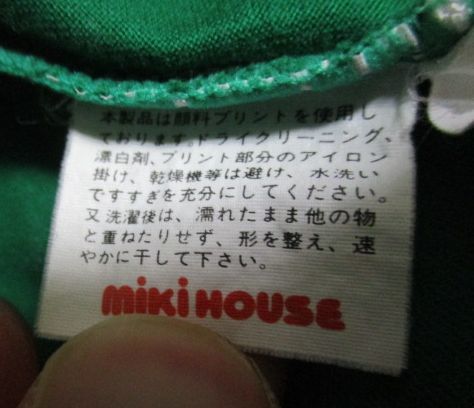 本製品は顔料プリントを使用し
ております。ドライクリーニング、
漂白剤、プリント部分のアイロン
掛け、乾燥機等は避け、水洗い
ですすぎを充分にしてください。
又洗濯後は、濡れたまま他の物
と重ねたりせず、形を整え、速
やかに干して下さい。
miki HOUSE